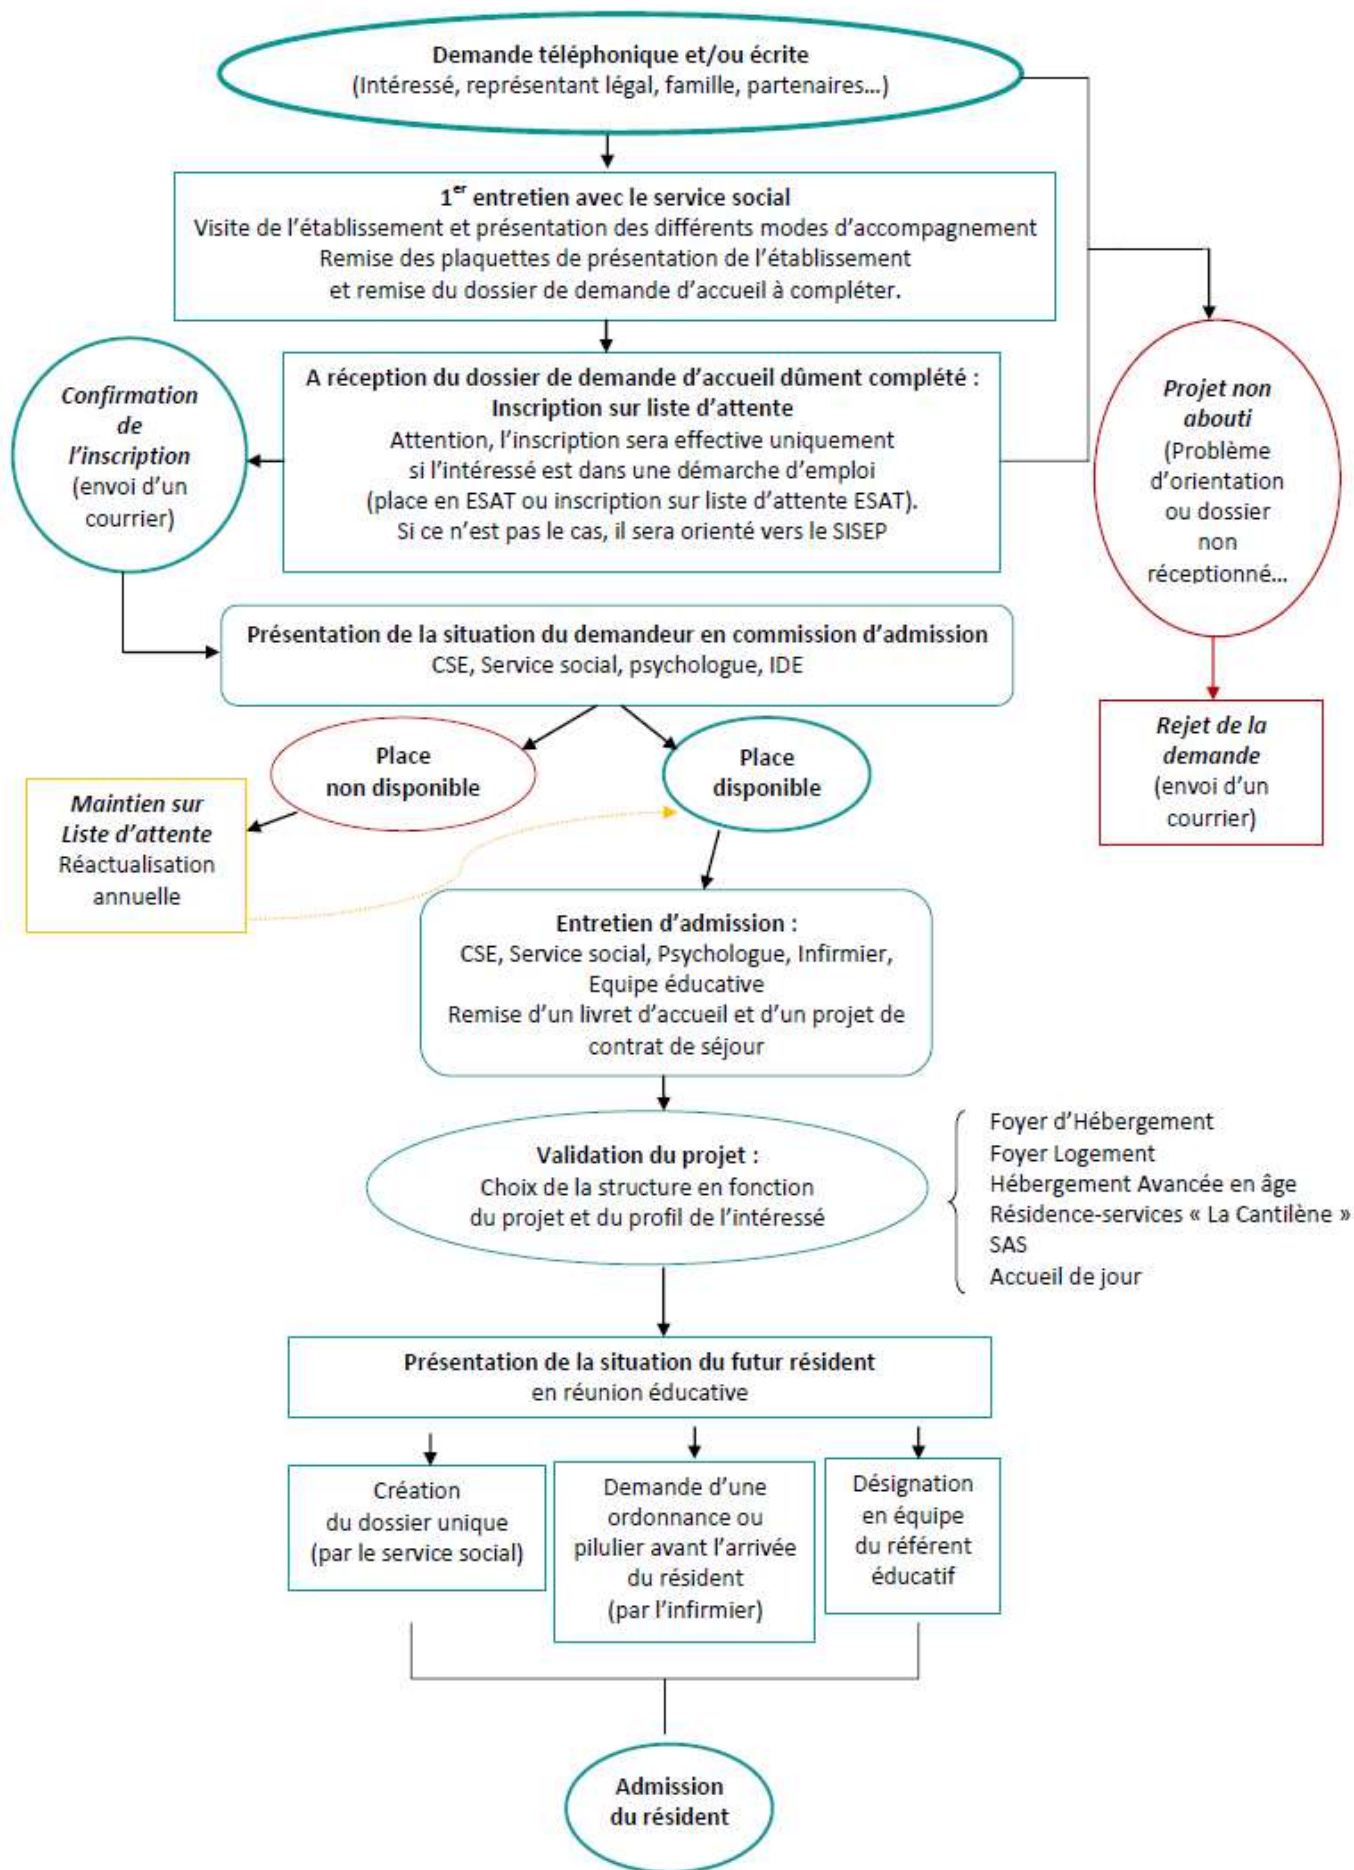 Demande téléphonique et/ou écrite
(Intéressé, représentant légal, famille, partenaires...)
1er entretien avec le service social
Visite de l'établissement et présentation des différents modes d'accompagnement
Remise des plaquettes de présentation de l'établissement
et remise du dossier de demande d'accueil à compléter.
Confirmation
de
l'inscription
(envoi d'un
courrier)
A réception du dossier de demande d'accueil dûment complété :
Inscription sur liste d'attente
Attention, l'inscription sera effective uniquement
si l'intéressé est dans une démarche d'emploi
(place en ESAT ou inscription sur liste d'attente ESAT).
Si ce n'est pas le cas, il sera orienté vers le SISEP
Projet non
abouti
(Problème
d'orientation
ou dossier
non
réceptionné...
Présentation de la situation du demandeur en commission d'admission
CSE, Service social, psychologue, IDE
Rejet de la
demande
(envoi d'un
courrier)
Place
non disponible
Place
disponible
Maintien sur
Liste d'attente
Réactualisation
annuelle
Entretien d'admission :
CSE, Service social, Psychologue, Infirmier,
Equipe éducative
Remise d'un livret d'accueil et d'un projet de
contrat de séjour
Validation du projet :
Choix de la structure en fonction
du projet et du profil de l'intéressé
Foyer d'Hébergement
Foyer Logement
Hébergement Avancée en âge
Résidence-services « La Cantilène »
SAS
Accueil de jour
Présentation de la situation du futur résident
en réunion éducative
Création
du dossier unique
(par le service social)
Demande d'une
ordonnance ou
pilulier avant l'arrivée
du résident
(par l'infirmier)
Désignation
en équipe
du référent
éducatif
Admission
du résident